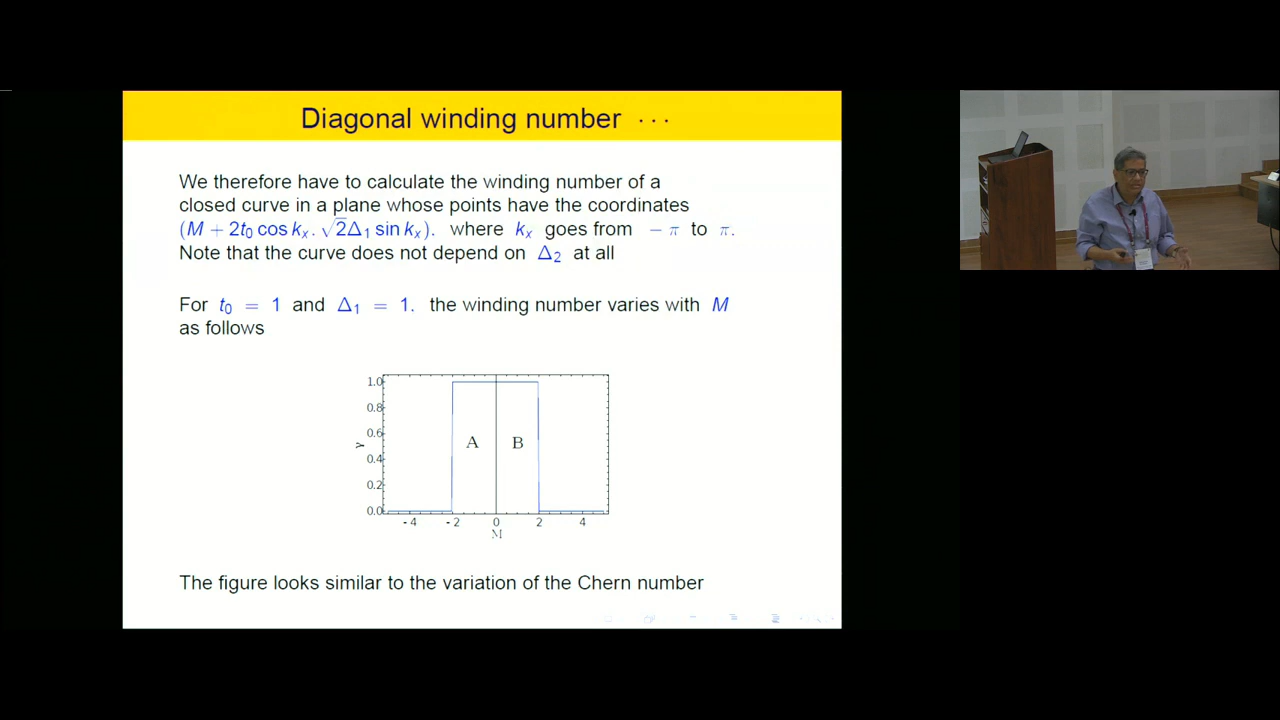 Diagonal winding number · · ·
We therefore have to calculate the winding number of a
closed curve in a plane whose points have the coordinates
(M + 2t₀ cos kₓ. √2Δ₁ sin kₓ). where kₓ goes from − π to π.
Note that the curve does not depend on Δ₂ at all
For t₀ = 1 and Δ₁ = 1. the winding number varies with M
as follows
1.0
0.8
0.6
0.4
0.2
0.0
γ
A B
-4 -2 0 2 4
M
The figure looks similar to the variation of the Chern number